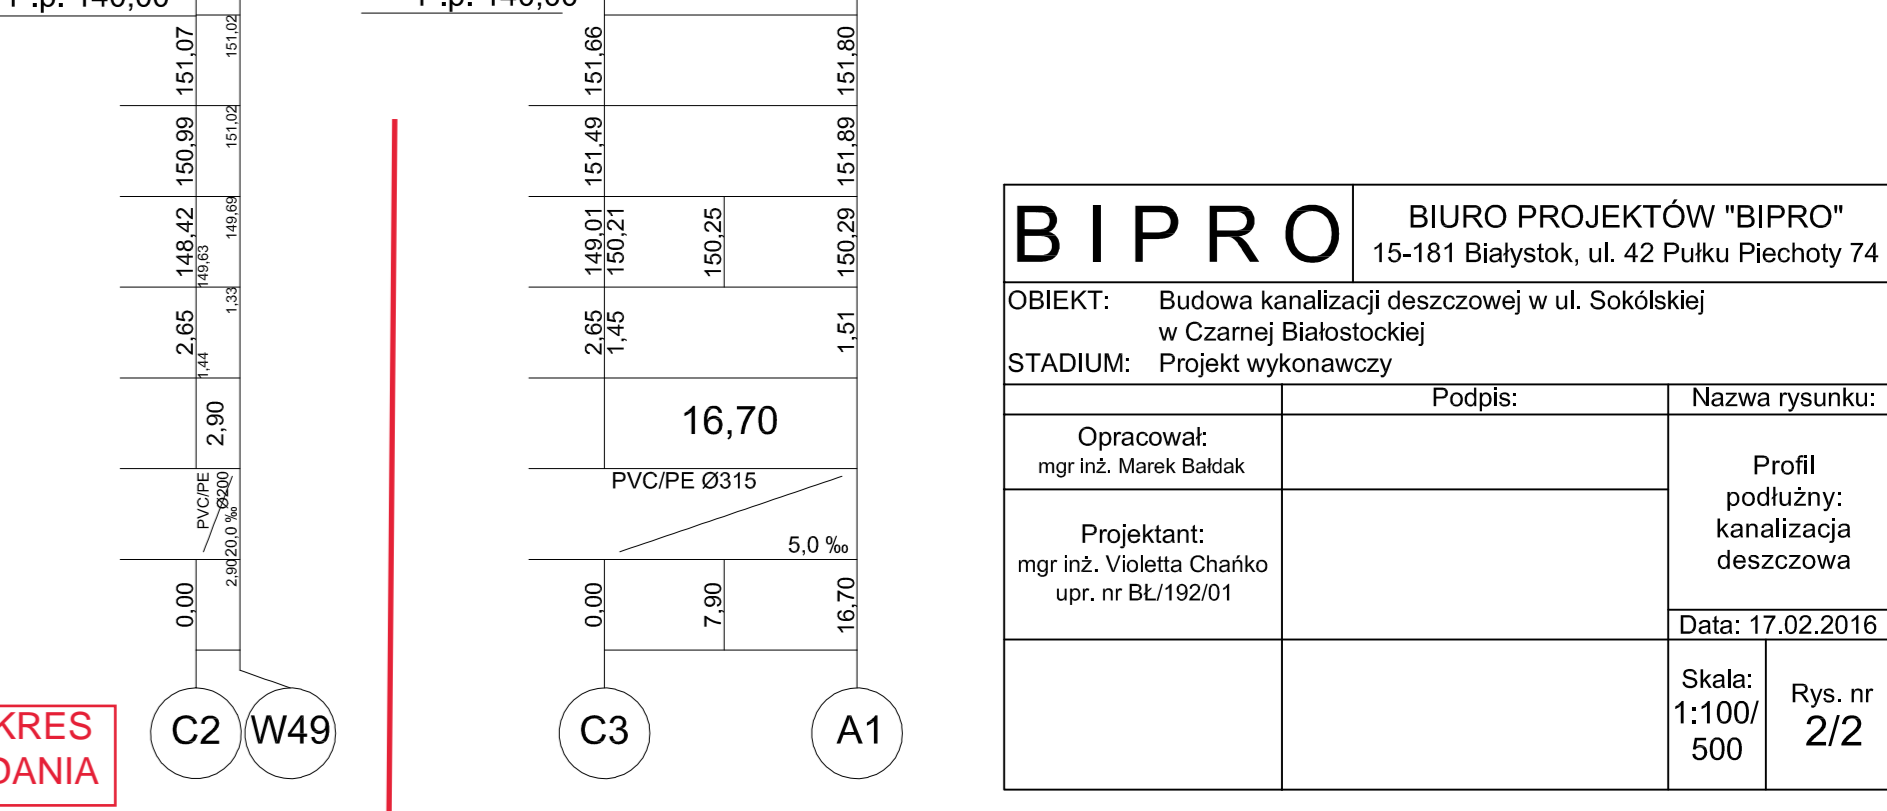 151,07
151,02
150,99
151,02
148,42
149,63
149,69
2,65
1,44
1,33
2,90
PVC/PE
Ø200
20,0 ‰
0,00
2,90
C2
W49
KRES
DANIA
151,66
151,80
151,49
151,89
149,01
150,21
150,25
150,29
2,65
1,45
1,51
16,70
PVC/PE Ø315
5,0 ‰
0,00
7,90
16,70
C3
A1
BIPRO
BIURO PROJEKTÓW "BIPRO"
15-181 Białystok, ul. 42 Pułku Piechoty 74
OBIEKT: Budowa kanalizacji deszczowej w ul. Sokólskiej
w Czarnej Białostockiej
STADIUM: Projekt wykonawczy
Podpis:
Nazwa rysunku:
Opracował:
mgr inż. Marek Bałdak
Projektant:
mgr inż. Violetta Chańko
upr. nr BŁ/192/01
Profil
podłużny:
kanalizacja
deszczowa
Data: 17.02.2016
Skala:
1:100/
500
Rys. nr
2/2